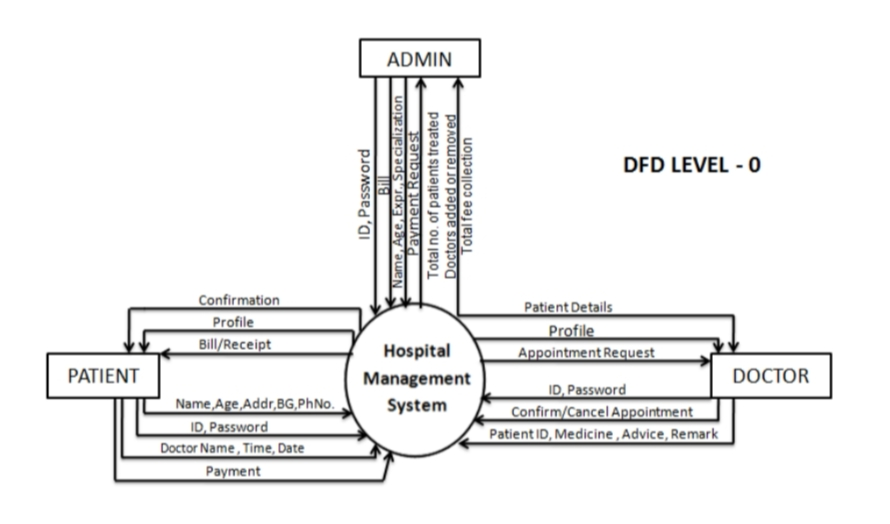 ADMIN
ID, Password
Bill
Name, Age, Expr., Specialization
Payment Request
Total no. of patients treated
Doctors added or removed
Total fee collection
DFD LEVEL - 0
Confirmation
Profile
Bill/Receipt
PATIENT
Name,Age,Addr,BG,PhNo.
ID, Password
Doctor Name , Time, Date
Payment
Hospital
Management
System
Patient Details
Profile
Appointment Request
DOCTOR
ID, Password
Confirm/Cancel Appointment
Patient ID, Medicine , Advice, Remark